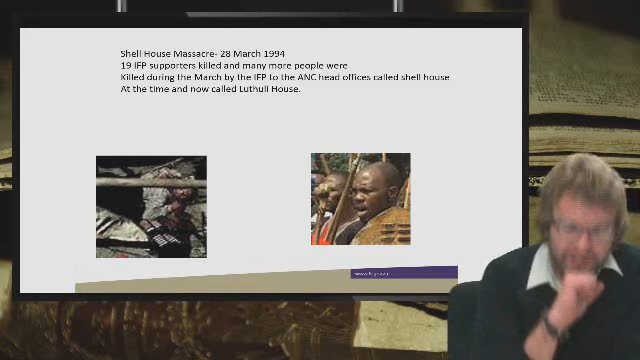 Shell House Massacre- 28 March 1994
19 IFP supporters killed and many more people were
Killed during the March by the IFP to the ANC head offices called shell house
At the time and now called Luthuli House.